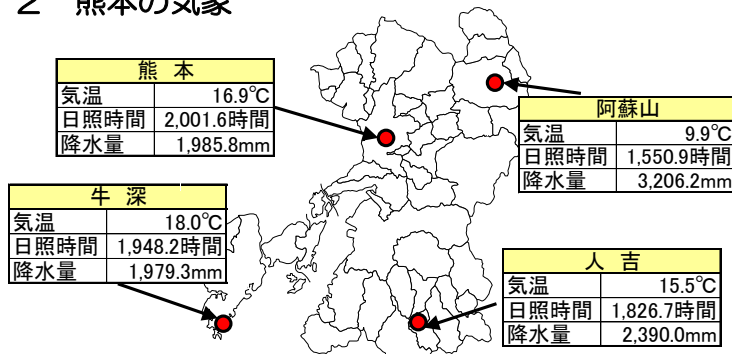 2 熊本の気象
熊 本
気温 16.9℃
日照時間 2,001.6時間
降水量 1,985.8mm
阿蘇山
気温 9.9℃
日照時間 1,550.9時間
降水量 3,206.2mm
牛 深
気温 18.0℃
日照時間 1,948.2時間
降水量 1,979.3mm
人 吉
気温 15.5℃
日照時間 1,826.7時間
降水量 2,390.0mm